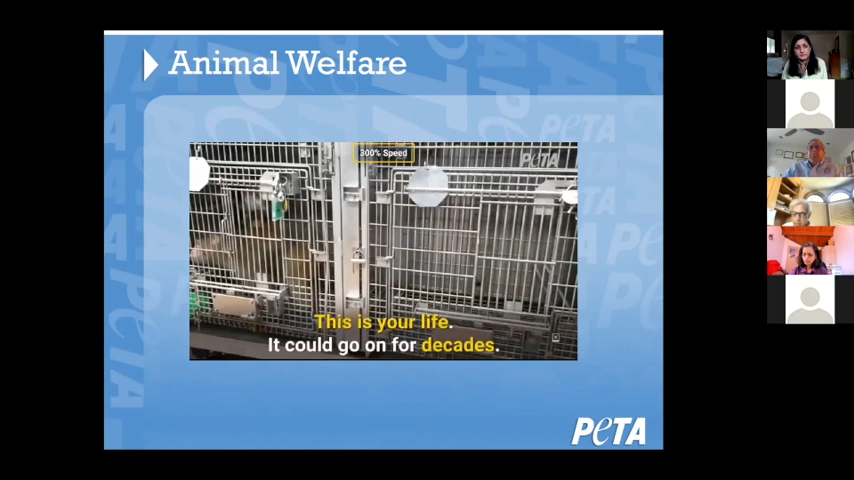 Animal Welfare
300% Speed
PeTA
This is your life.
It could go on for decades.
PeTA